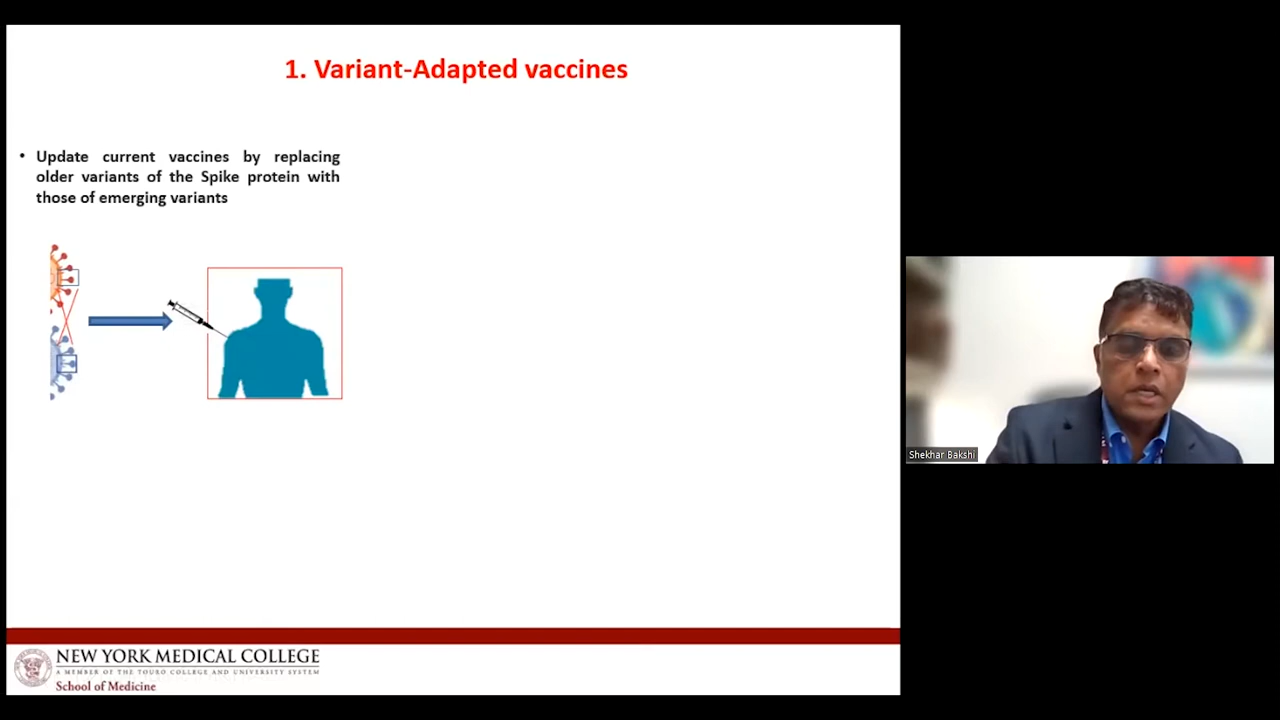 1. Variant-Adapted vaccines
• Update current vaccines by replacing
older variants of the Spike protein with
those of emerging variants
Shekhar Bakshi
NEW YORK MEDICAL COLLEGE
A MEMBER OF THE TOURO COLLEGE AND UNIVERSITY SYSTEM
School of Medicine